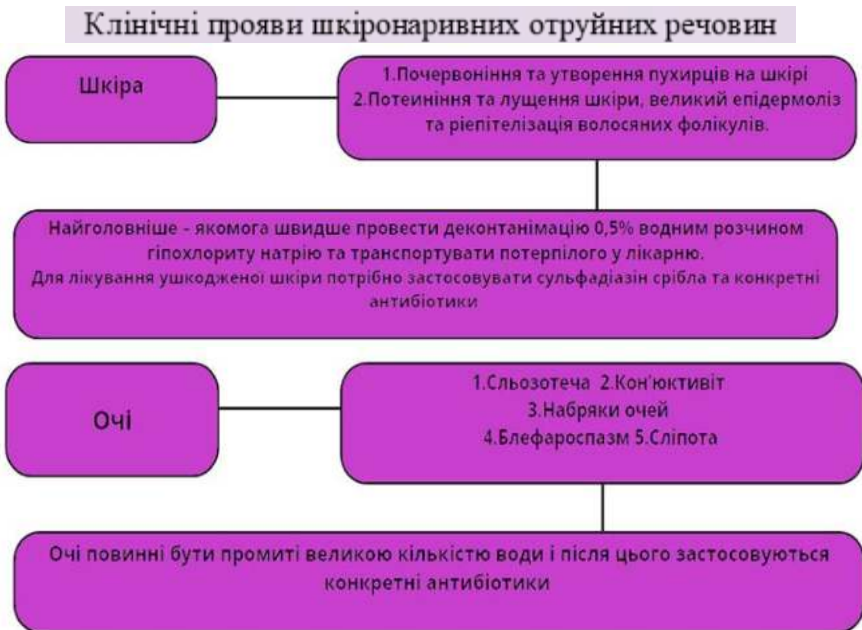 Клінічні прояви шкіронаривних отруйних речовин
Шкіра
1.Почервоніння та утворення пухирців на шкірі
2.Потеиніння та лущення шкіри, великий епідермоліз
та ріепітелізація волосяних фолікулів.
Найголовніше - якомога швидше провести деконтанімацію 0,5% водним розчином
гіпохлориту натрію та транспортувати потерпілого у лікарню.
Для лікування ушкодженої шкіри потрібно застосовувати сульфадіазін срібла та конкретні
антибіотики
Очі
1.Сльозотеча 2.Кон'юктивіт
3.Набряки очей
4.Блефароспазм 5.Сліпота
Очі повинні бути промиті великою кількістю води і після цього застосовуються
конкретні антибіотики